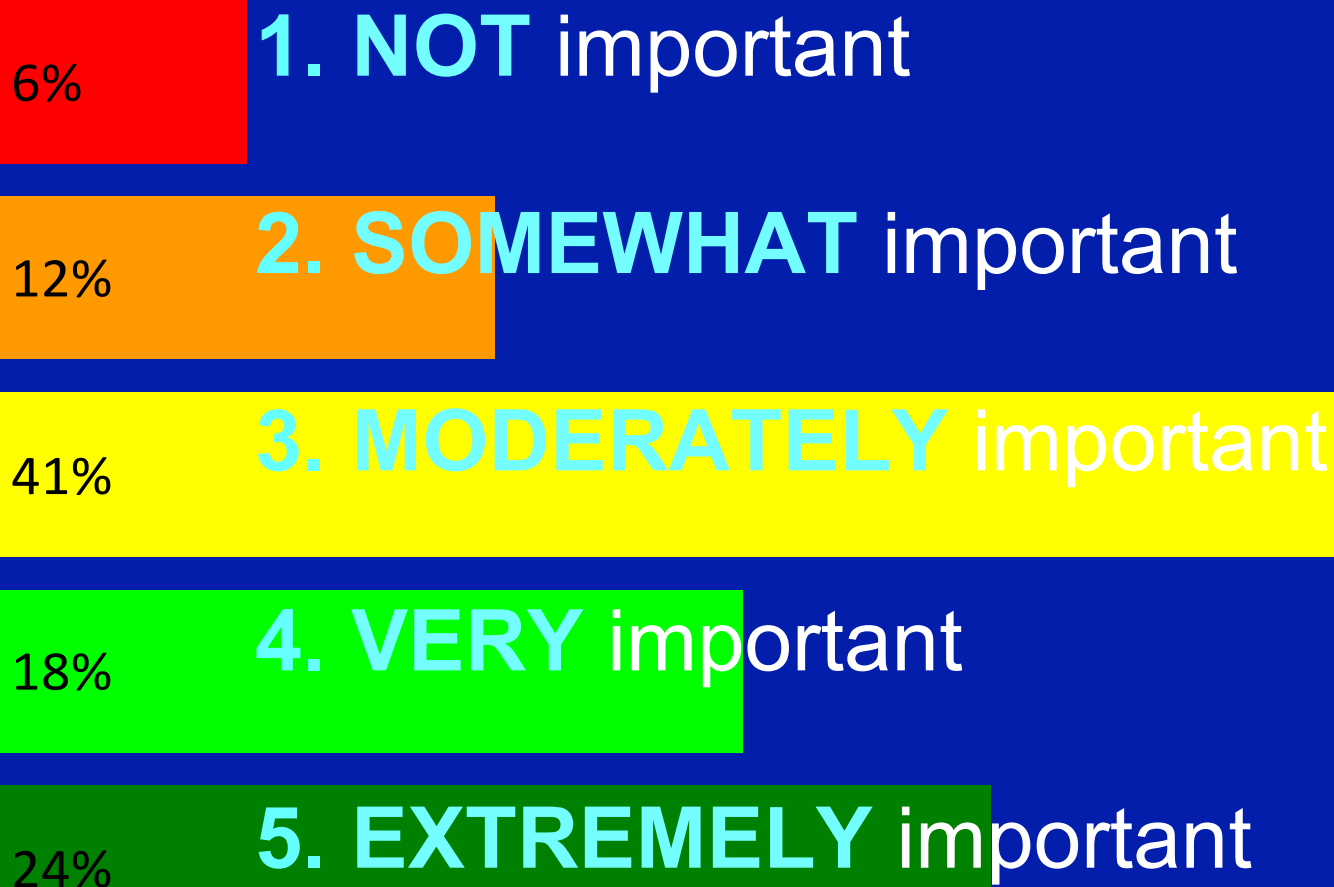 1. NOT important
6%
2. SOMEWHAT important
12%
3. MODERATELY important
41%
4. VERY important
18%
5. EXTREMELY important
24%